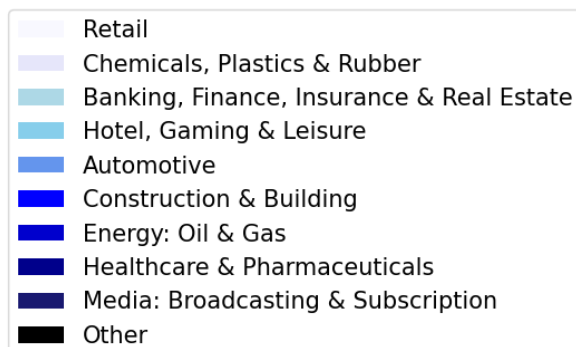 Retail
Chemicals, Plastics & Rubber
Banking, Finance, Insurance & Real Estate
Hotel, Gaming & Leisure
Automotive
Construction & Building
Energy: Oil & Gas
Healthcare & Pharmaceuticals
Media: Broadcasting & Subscription
Other